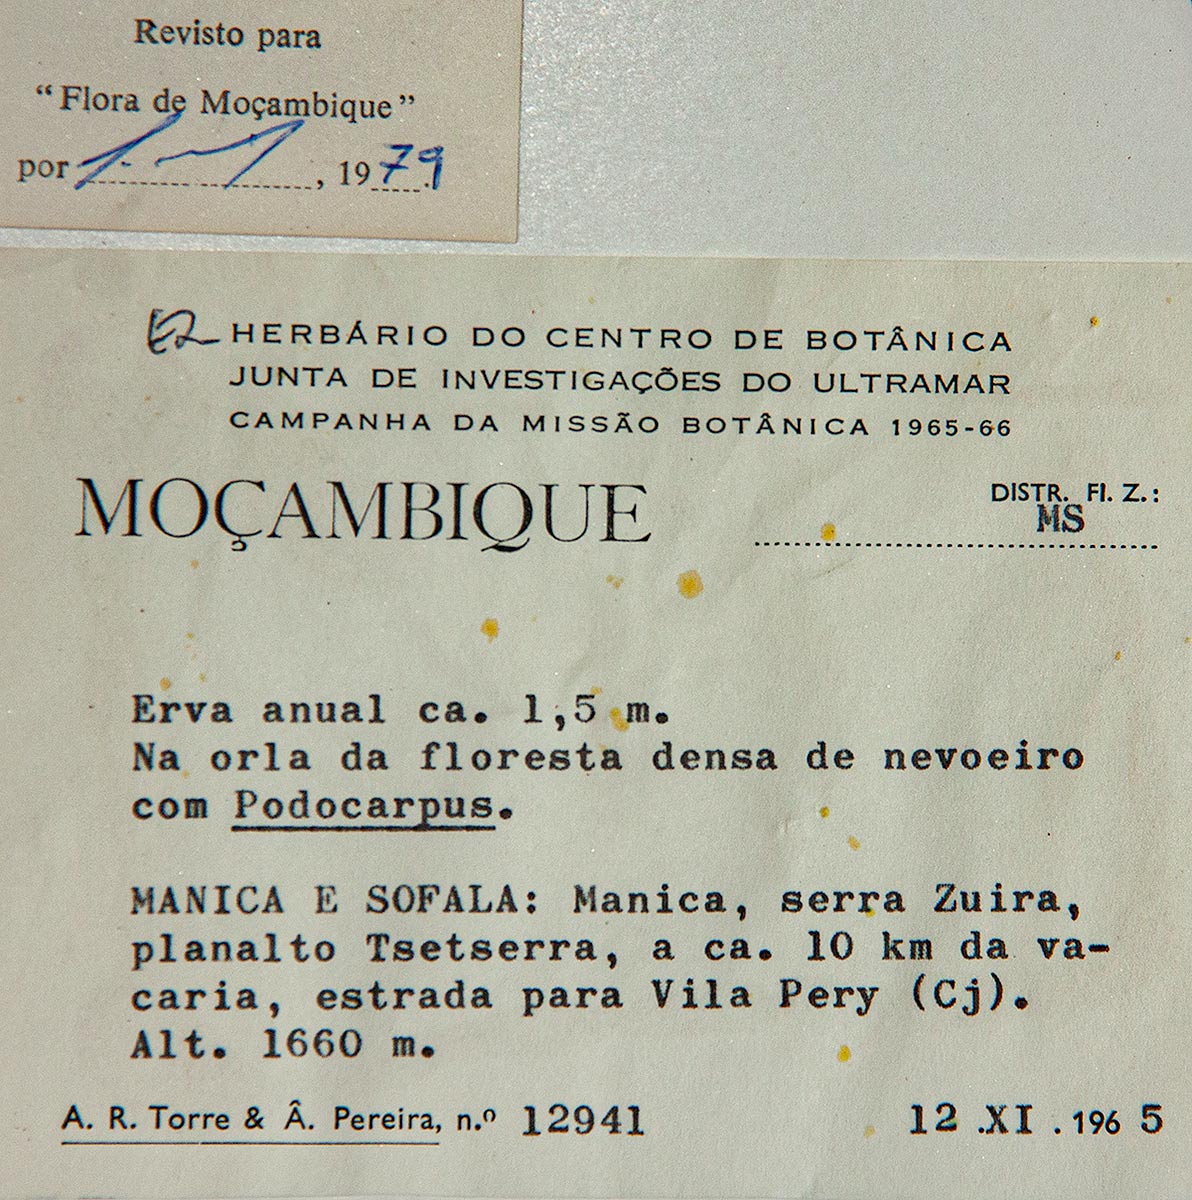 Revisto para
“Flora de Moçambique”
por , 1979
HERBÁRIO DO CENTRO DE BOTÂNICA
JUNTA DE INVESTIGAÇÕES DO ULTRAMAR
CAMPANHA DA MISSÃO BOTÂNICA 1965-66
MOÇAMBIQUE
DISTR. Fl. Z.:
MS
Erva anual ca. 1,5 m.
Na orla da floresta densa de nevoeiro
com Podocarpus.
MANICA E SOFALA: Manica, serra Zuira,
planalto Tsetserra, a ca. 10 km da va-
caria, estrada para Vila Pery (Cj).
Alt. 1660 m.
A. R. Torre & Â. Pereira, n.º 12941
12 .XI . 1965